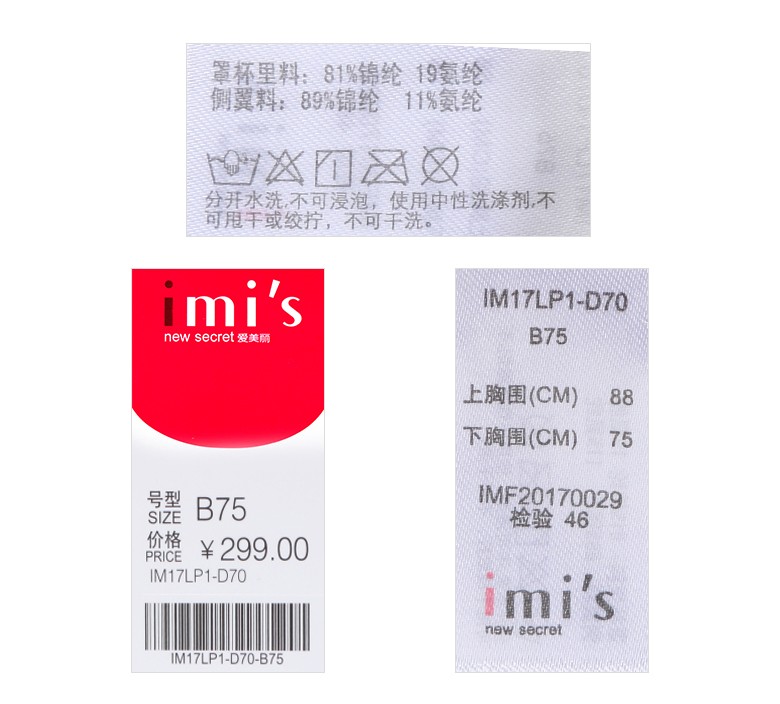 罩杯里料：81%锦纶 19氨纶
侧翼料：89%锦纶 11%氨纶
分开水洗,不可浸泡，使用中性洗涤剂,不
可甩干或绞拧，不可干洗。
imi's
new secret 爱美丽
号型
SIZE B75
价格
PRICE ￥299.00
IM17LP1-D70
IM17LP1-D70-B75
IM17LP1-D70
B75
上胸围(CM) 88
下胸围(CM) 75
IMF20170029
检验 46
imi's
new secret